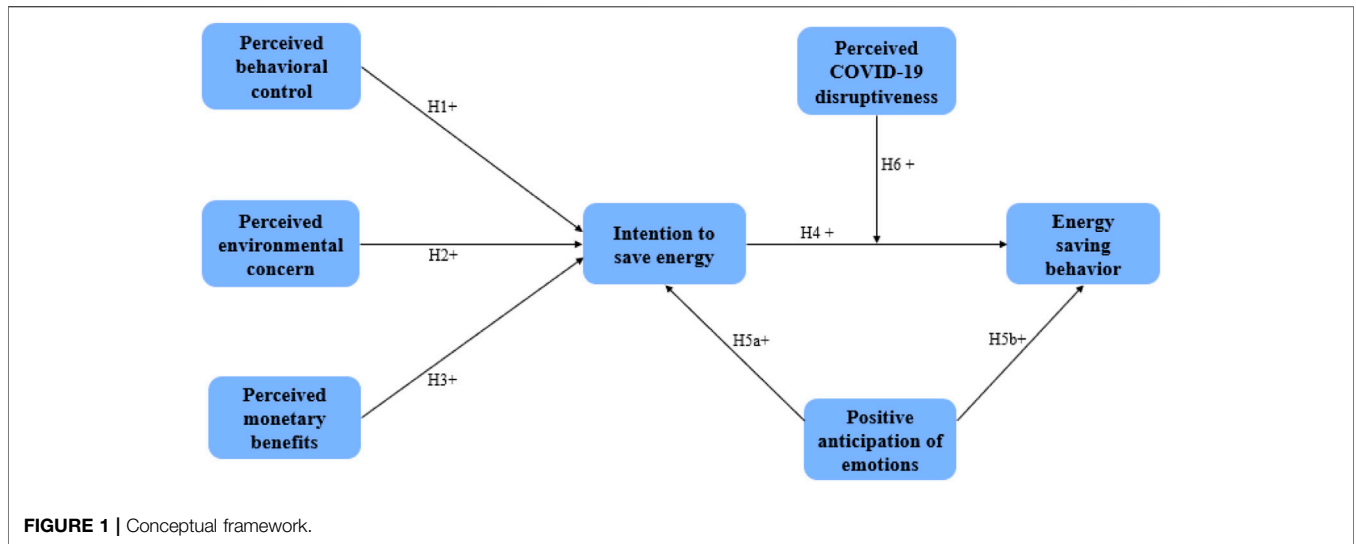 Perceived
behavioral
control
Perceived
COVID-19
disruptiveness
H1+
H6 +
Perceived
environmental
concern
H2+
Intention to
save energy
H4 +
Energy
saving
behavior
H5a+
H5b+
H3+
Perceived
monetary
benefits
Positive
anticipation of
emotions
FIGURE 1 | Conceptual framework.